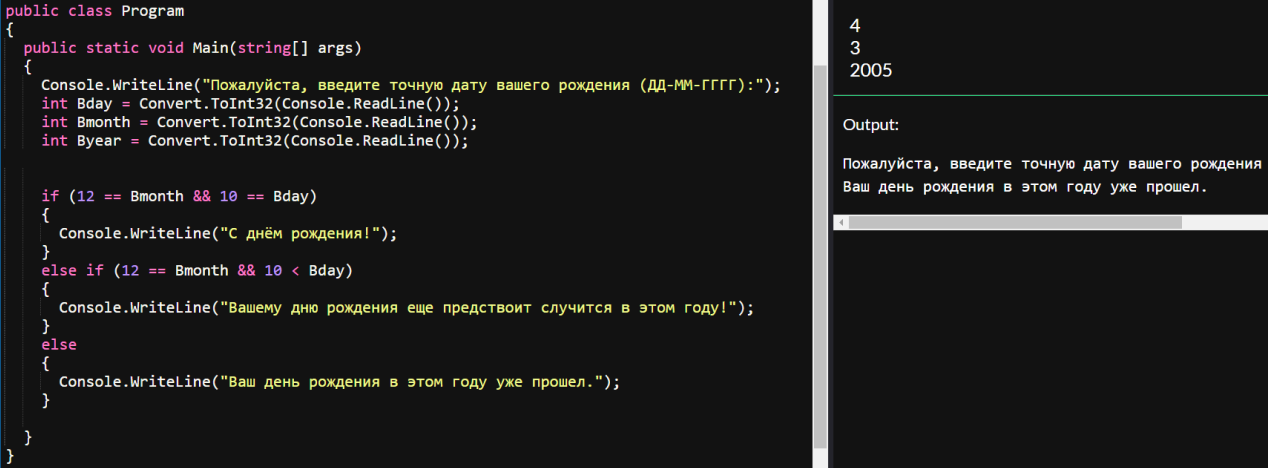 public class Program
{
public static void Main(string[] args)
{
Console.WriteLine("Пожалуйста, введите точную дату вашего рождения (ДД-ММ-ГГГГ):");
int Bday = Convert.ToInt32(Console.ReadLine());
int Bmonth = Convert.ToInt32(Console.ReadLine());
int Byear = Convert.ToInt32(Console.ReadLine());
if (12 == Bmonth && 10 == Bday)
{
Console.WriteLine("С днём рождения!");
}
else if (12 == Bmonth && 10 < Bday)
{
Console.WriteLine("Вашему дню рождения еще предствоит случится в этом году!");
}
else
{
Console.WriteLine("Ваш день рождения в этом году уже прошел.");
}
}
}
4
3
2005
Output:
Пожалуйста, введите точную дату вашего рождения
Ваш день рождения в этом году уже прошел.